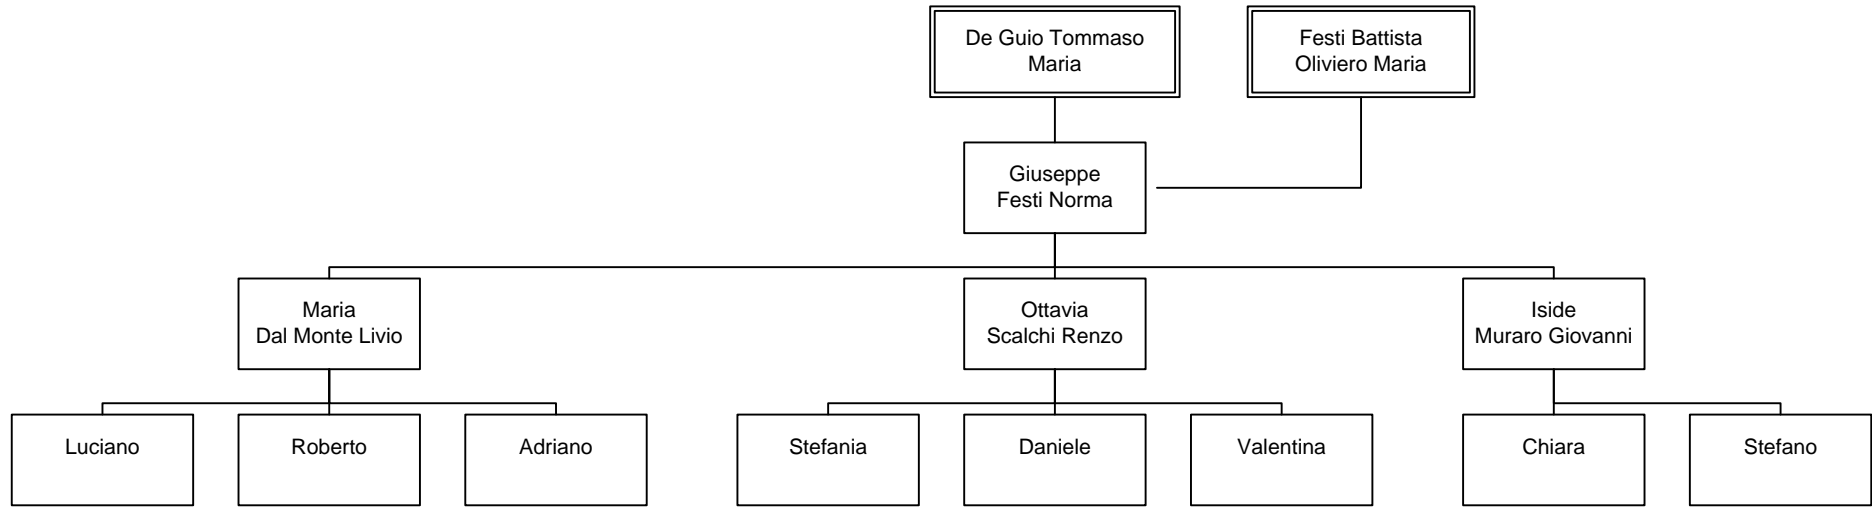 De Guio Tommaso
Maria
Festi Battista
Oliviero Maria
Giuseppe
Festi Norma
Maria
Dal Monte Livio
Ottavia
Scalchi Renzo
Iside
Muraro Giovanni
Luciano
Roberto
Adriano
Stefania
Daniele
Valentina
Chiara
Stefano